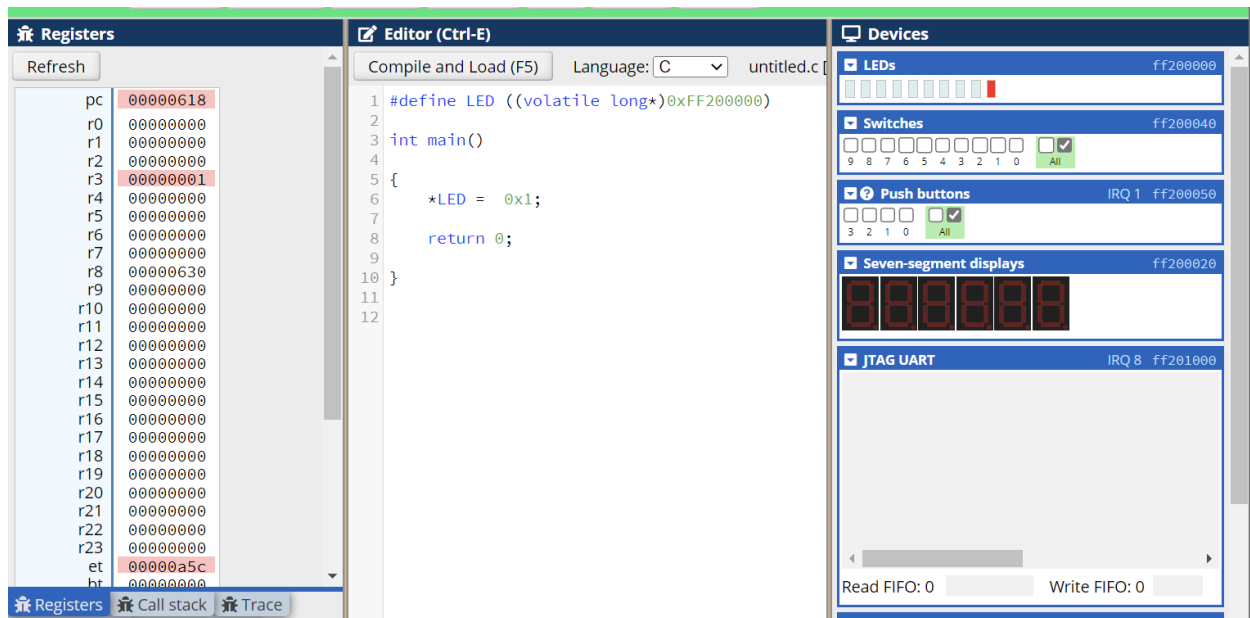 Registers
Refresh
pc 00000618
r0 00000000
r1 00000000
r2 00000000
r3 00000001
r4 00000000
r5 00000000
r6 00000000
r7 00000000
r8 00000630
r9 00000000
r10 00000000
r11 00000000
r12 00000000
r13 00000000
r14 00000000
r15 00000000
r16 00000000
r17 00000000
r18 00000000
r19 00000000
r20 00000000
r21 00000000
r22 00000000
r23 00000000
et 00000a5c
bt 00000000
Registers Call stack Trace
Editor (Ctrl-E)
Compile and Load (F5) Language: C untitled.c [
1 #define LED ((volatile long*)0xFF200000)
2
3 int main()
4
5 {
6 *LED = 0x1;
7
8 return 0;
9
10 }
11
12
Devices
LEDs ff200000
Switches ff200040
9 8 7 6 5 4 3 2 1 0 All
Push buttons IRQ 1 ff200050
3 2 1 0 All
Seven-segment displays ff200020
JTAG UART IRQ 8 ff201000
Read FIFO: 0 Write FIFO: 0